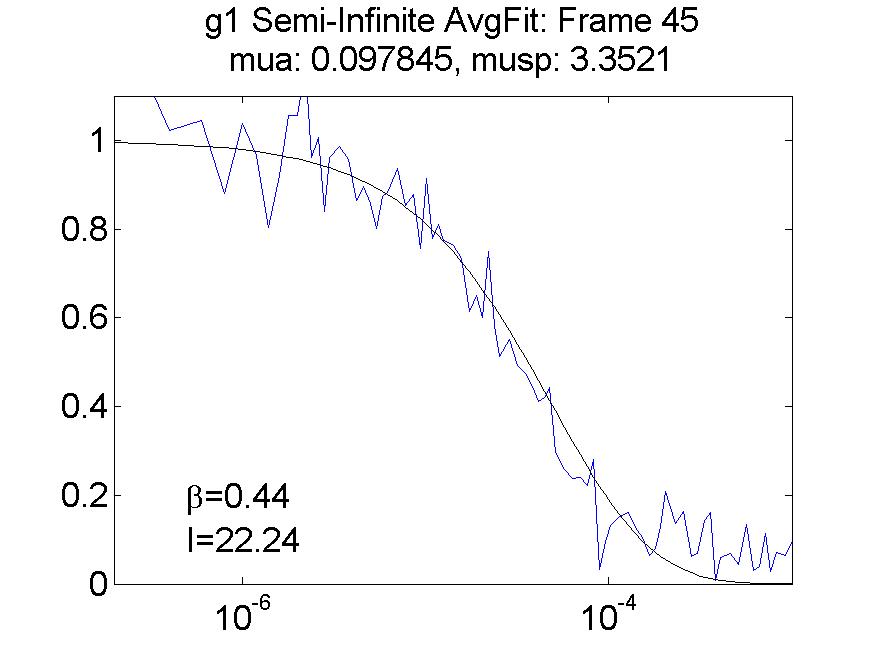 g1 Semi-Infinite AvgFit: Frame 45
mua: 0.097845, musp: 3.3521
1
0.8
0.6
0.4
0.2
0
β=0.44
I=22.24
10^-6
10^-4